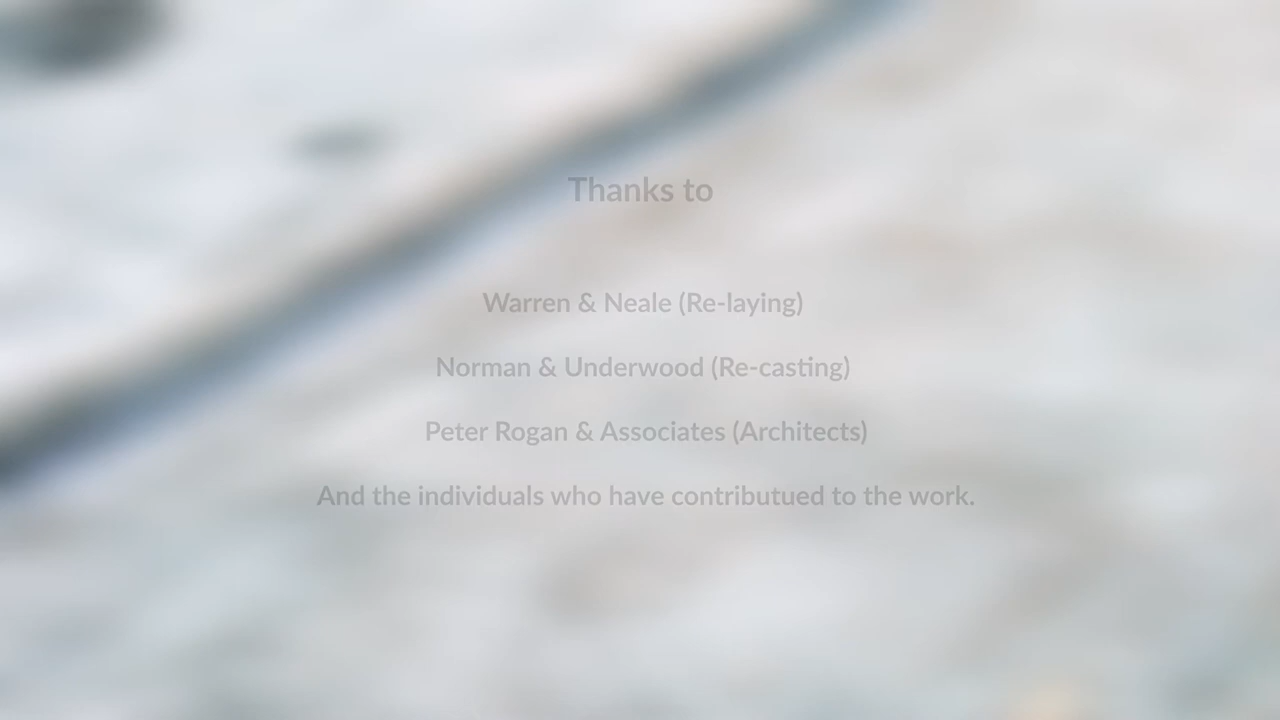 Thanks to
Warren & Neale (Re-laying)
Norman & Underwood (Re-casting)
Peter Rogan & Associates (Architects)
And the individuals who have contributued to the work.